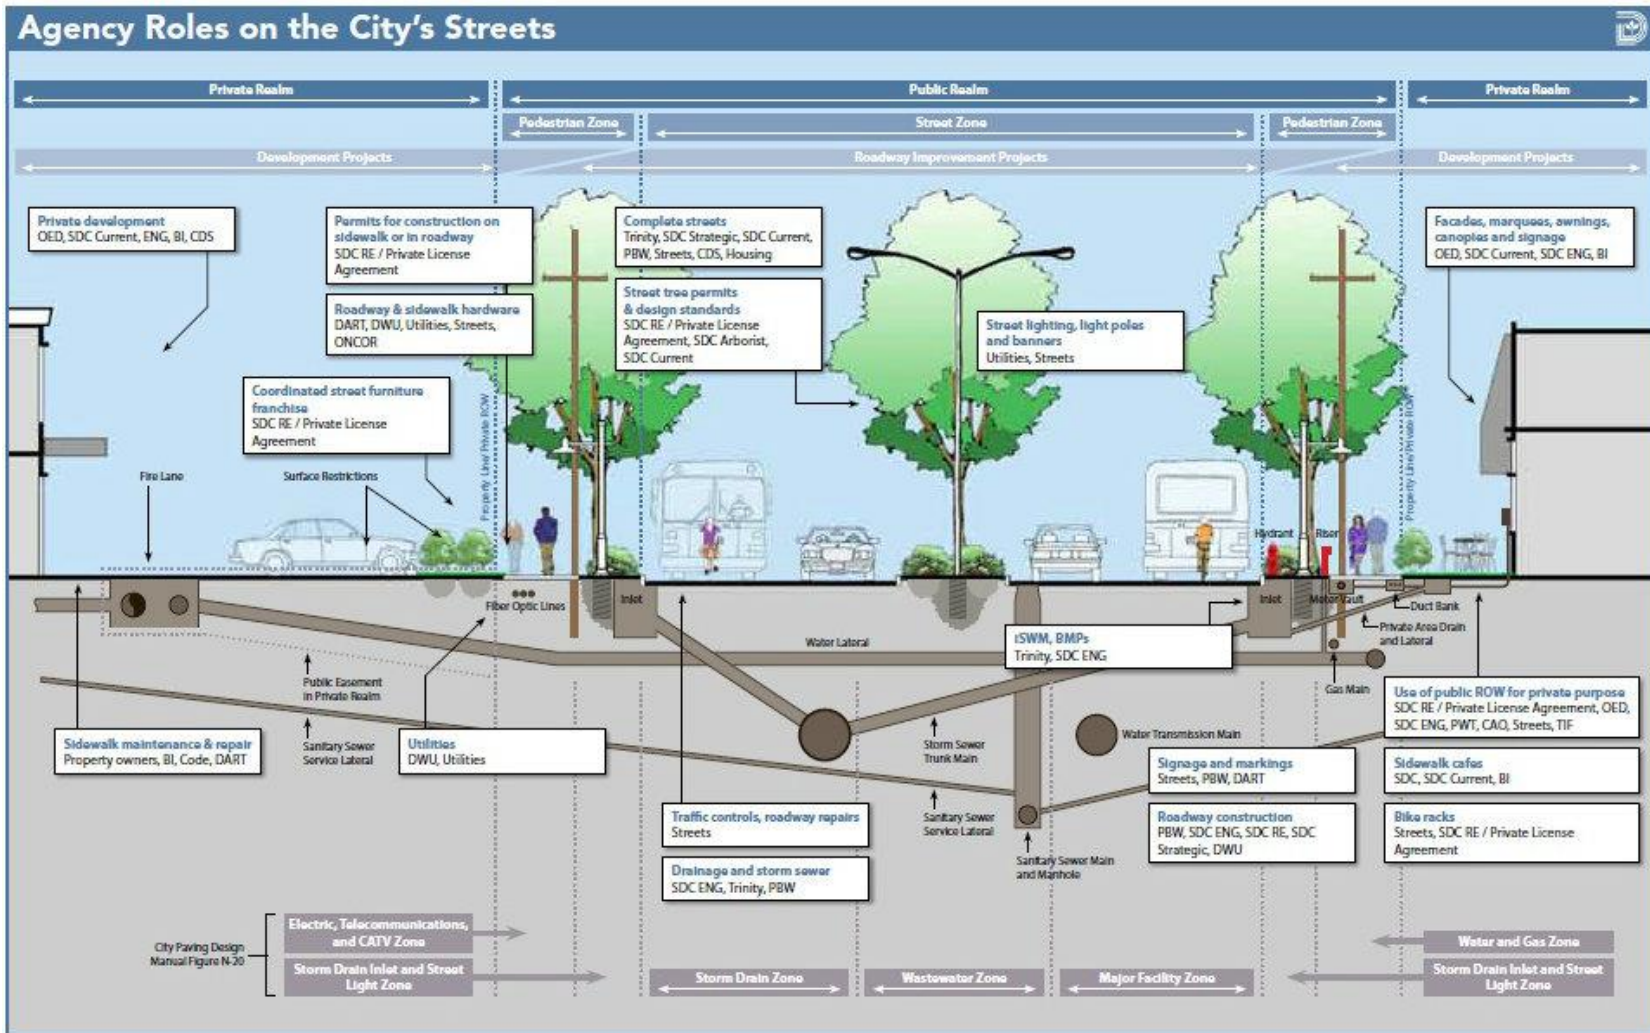 Agency Roles on the City's Streets
Private Realm
Public Realm
Private Realm
Pedestrian Zone
Street Zone
Pedestrian Zone
Development Projects
Roadway Improvement Projects
Development Projects
Private development
OED, SDC Current, ENG, BI, CDS
Permits for construction on
sidewalk or in roadway
SDC RE / Private License
Agreement
Roadway & sidewalk hardware
DART, DWU, Utilities, Streets,
ONCOR
Coordinated street furniture
franchise
SDC RE / Private License
Agreement
Complete streets
Trinity, SDC Strategic, SDC Current,
PBW, Streets, CDS, Housing
Street tree permits
& design standards
SDC RE / Private License
Agreement, SDC Arborist,
SDC Current
Street lighting, light poles
and banners
Utilities, Streets
Facades, marquees, awnings,
canopies and signage
OED, SDC Current, SDC ENG, BI
Fire Lane
Surface Restrictions
Property Line/Private ROW
Property Line/Private ROW
Hydrant
Riser
Fiber Optic Lines
Inlet
Inlet
Meter Vault
Duct Bank
Private Area Drain
and Lateral
Water Lateral
iSWM, BMPs
Trinity, SDC ENG
Gas Main
Public Easement
in Private Realm
Sanitary Sewer
Service Lateral
Sidewalk maintenance & repair
Property owners, BI, Code, DART
Utilities
DWU, Utilities
Storm Sewer
Trunk Main
Water Transmission Main
Use of public ROW for private purpose
SDC RE / Private License Agreement, OED,
SDC ENG, PWT, CAO, Streets, TIF
Signage and markings
Streets, PBW, DART
Sidewalk cafes
SDC, SDC Current, BI
Traffic controls, roadway repairs
Streets
Sanitary Sewer
Service Lateral
Roadway construction
PBW, SDC ENG, SDC RE, SDC
Strategic, DWU
Bike racks
Streets, SDC RE / Private License
Agreement
Drainage and storm sewer
SDC ENG, Trinity, PBW
Sanitary Sewer Main
and Manhole
City Paving Design
Manual Figure N-20
Electric, Telecommunications,
and CATV Zone
Storm Drain Inlet and Street
Light Zone
Storm Drain Zone
Wastewater Zone
Major Facility Zone
Water and Gas Zone
Storm Drain Inlet and Street
Light Zone